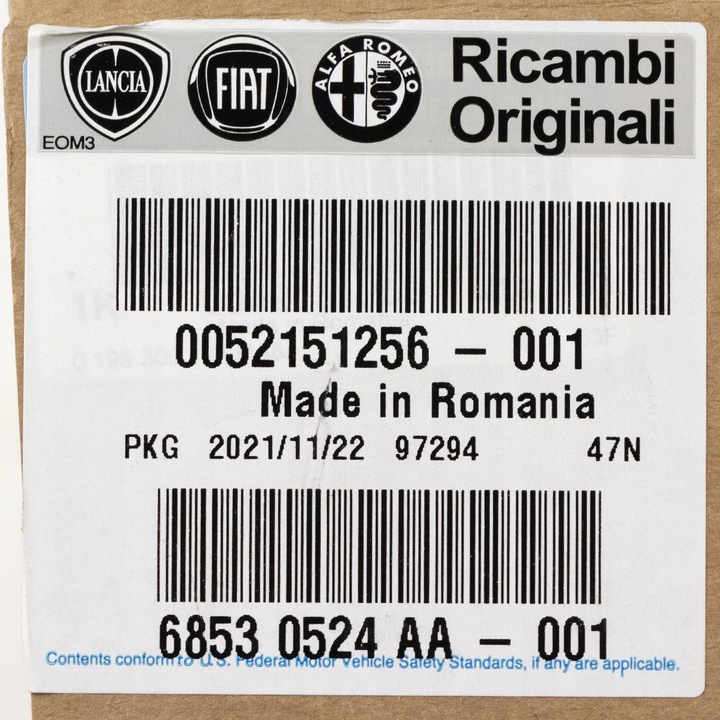 LANCIA FIAT ALFA ROMEO
Ricambi
Originali
EOM3
0052151256 – 001
Made in Romania
PKG 2021/11/22 97294 47N
6853 0524 AA – 001
Contents conform to U.S. Federal Motor Vehicle Safety Standards, if any are applicable.